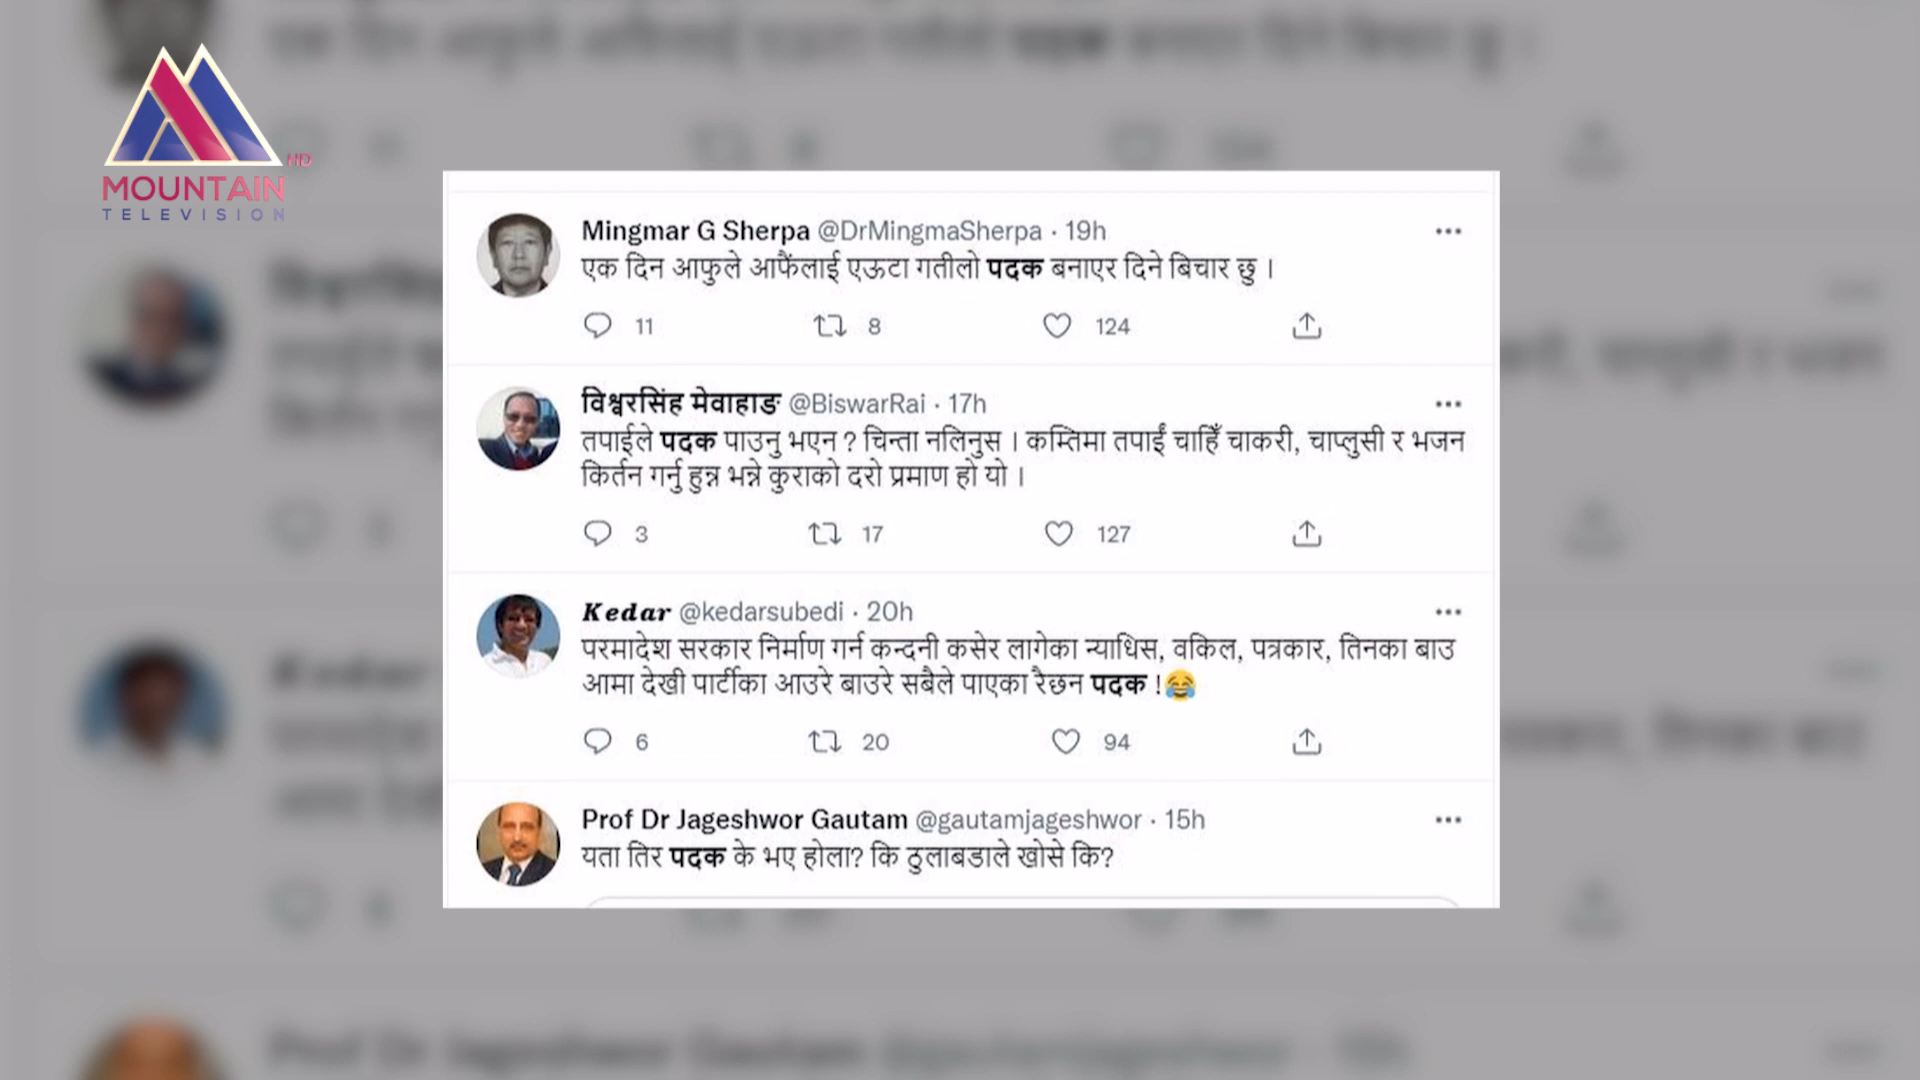 HD
MOUNTAIN
TELEVISION
Mingmar G Sherpa @DrMingmaSherpa · 19h
एक दिन आफुले आफैंलाई एऊटा गतीलो पदक बनाएर दिने बिचार छु ।
11 8 124
विश्वरसिंह मेवाहाङ @BiswarRai · 17h
तपाईले पदक पाउनु भएन ? चिन्ता नलिनुस । कम्तिमा तपाईं चाहिँ चाकरी, चाप्लुसी र भजन
किर्तन गर्नु हुन्न भन्ने कुराको दरो प्रमाण हो यो ।
3 17 127
Kedar @kedarsubedi · 20h
परमादेश सरकार निर्माण गर्न कन्दनी कसेर लागेका न्याधिस, वकिल, पत्रकार, तिनका बाउ
आमा देखी पार्टीका आउरे बाउरे सबैले पाएका रैछन पदक !😂
6 20 94
Prof Dr Jageshwor Gautam @gautamjageshwor · 15h
यता तिर पदक के भए होला? कि ठुलाबडाले खोसे कि?